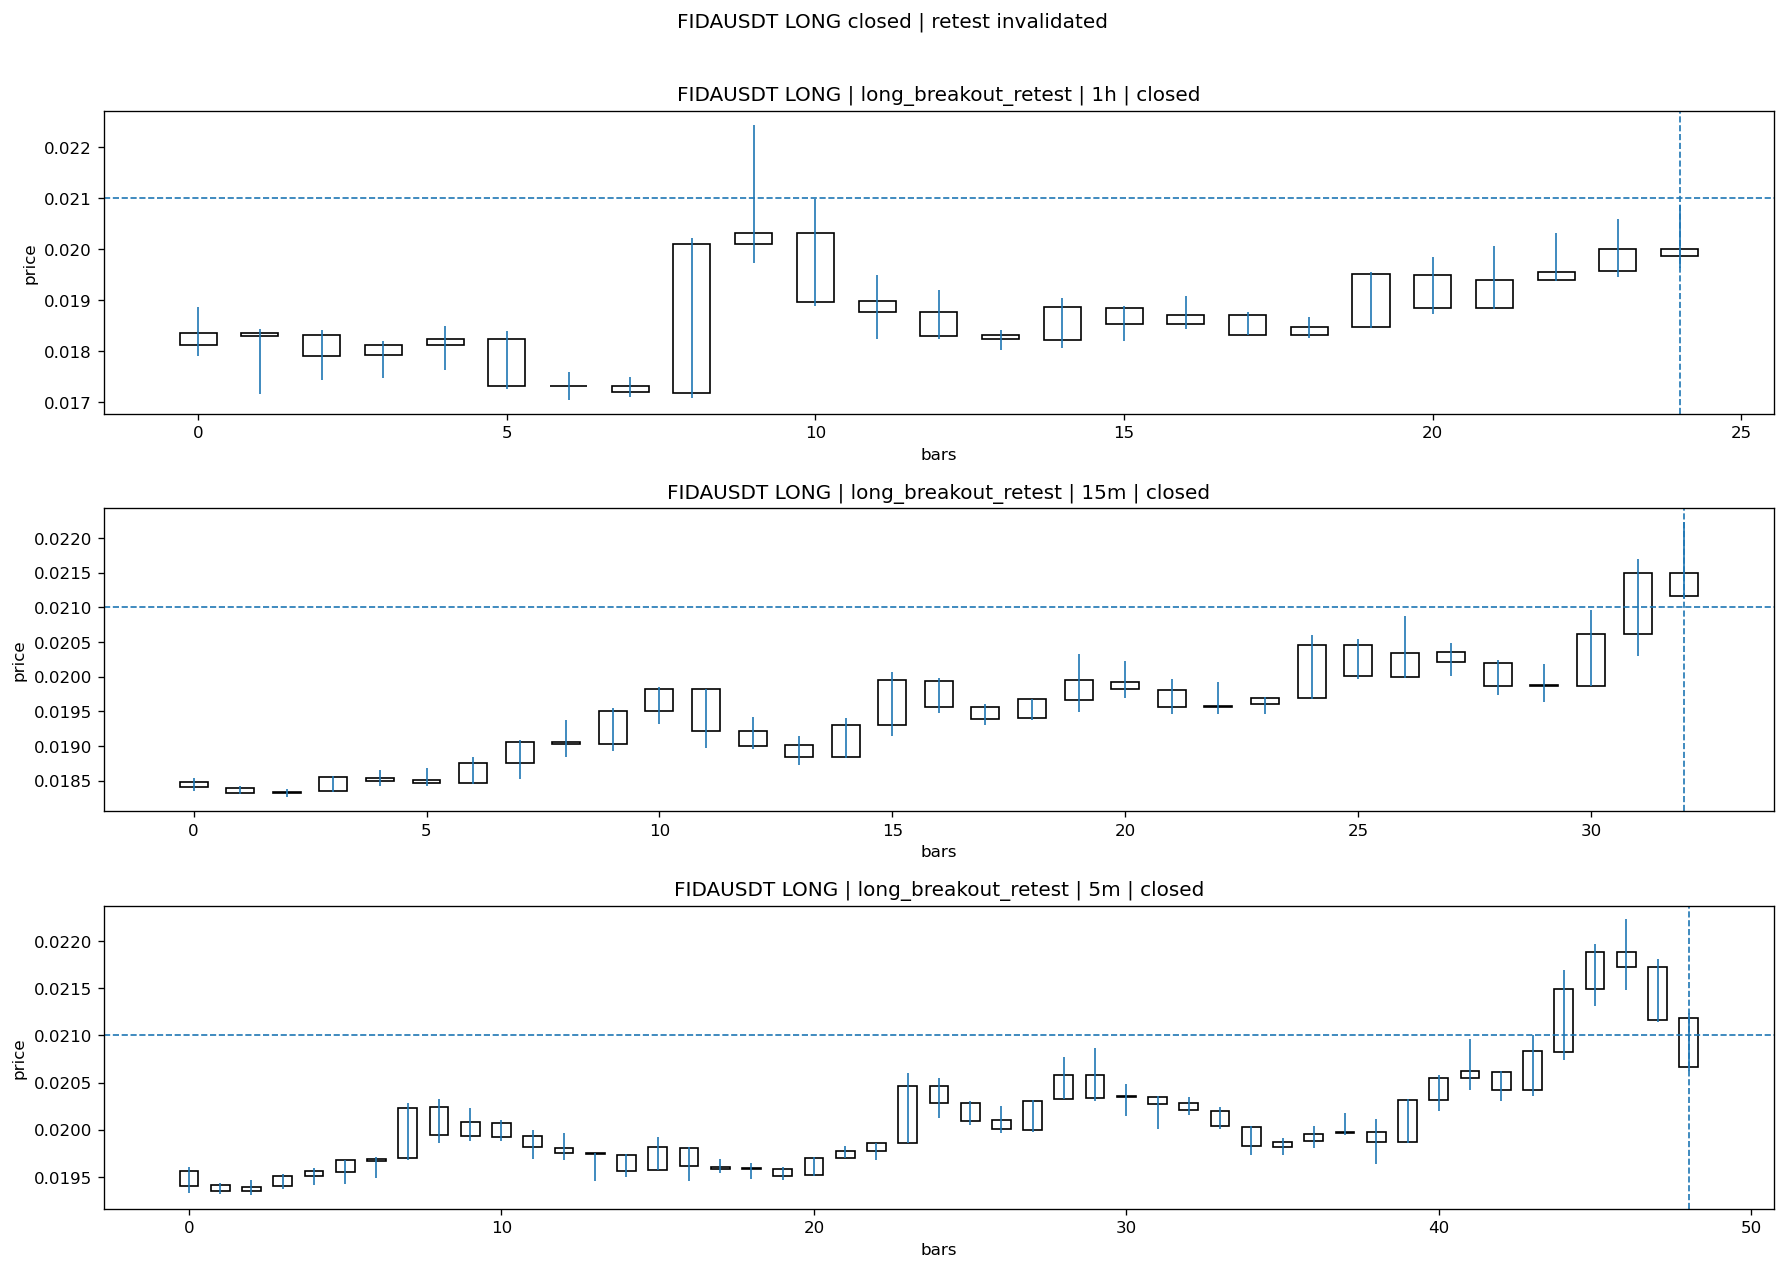 FIDAUSDT LONG closed | retest invalidated
FIDAUSDT LONG | long_breakout_retest | 1h | closed
0.022
0.021
0.020
0.019
0.018
0.017
price
0 5 10 15 20 25
bars
FIDAUSDT LONG | long_breakout_retest | 15m | closed
0.0220
0.0215
0.0210
0.0205
0.0200
0.0195
0.0190
0.0185
price
0 5 10 15 20 25 30
bars
FIDAUSDT LONG | long_breakout_retest | 5m | closed
0.0220
0.0215
0.0210
0.0205
0.0200
0.0195
price
0 10 20 30 40 50
bars